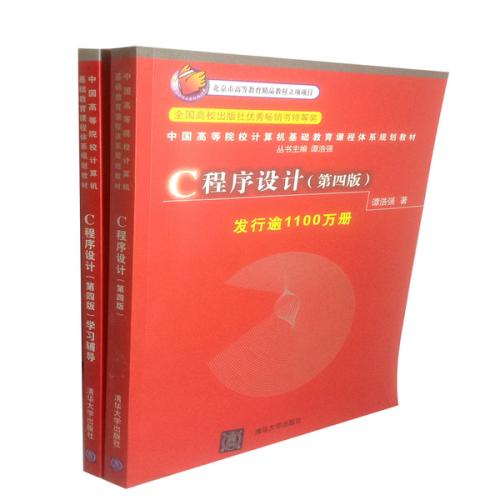 北京市高等教育精品教材立项项目
全国高校出版社优秀畅销书特等奖
中国高等院校计算机基础教育课程体系规划教材
丛书主编 谭浩强
C程序设计(第四版)
谭浩强 著
发行逾1100万册
清华大学出版社
中国高等院校计算机
基础教育课程体系规划教材
C程序设计(第四版)
清华大学出版社
中国高等院校计算机
基础教育课程体系规划教材
C程序设计(第四版)学习辅导
清华大学出版社